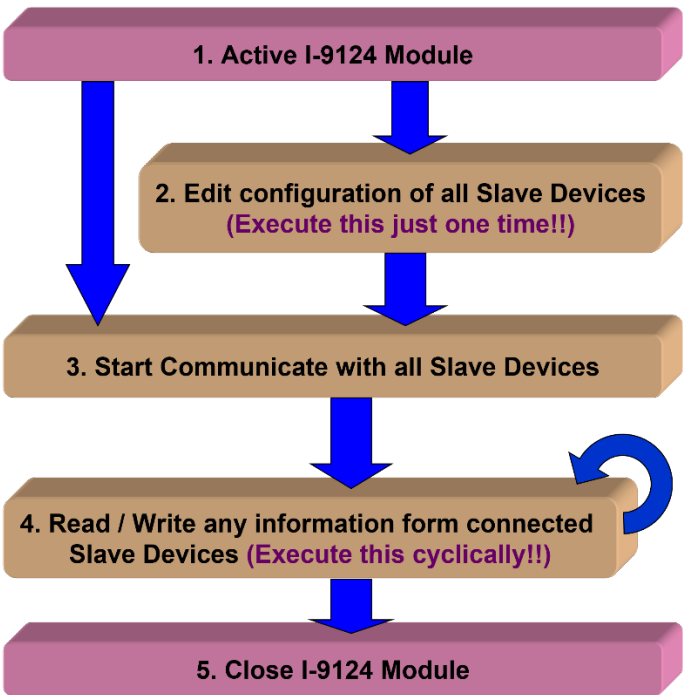 1. Active I-9124 Module
2. Edit configuration of all Slave Devices
(Execute this just one time!!)
3. Start Communicate with all Slave Devices
4. Read / Write any information form connected
Slave Devices (Execute this cyclically!!)
5. Close I-9124 Module